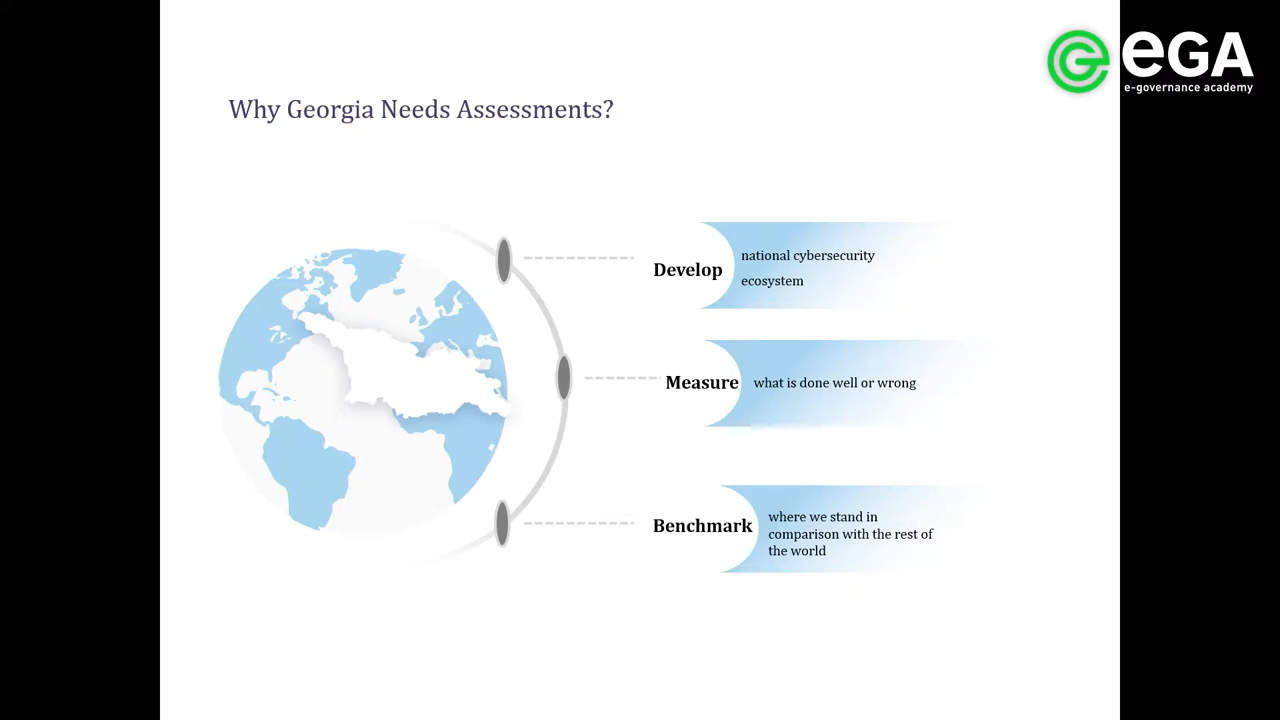 eGA
e-governance academy
Why Georgia Needs Assessments?
Develop
national cybersecurity
ecosystem
Measure
what is done well or wrong
Benchmark
where we stand in
comparison with the rest of
the world